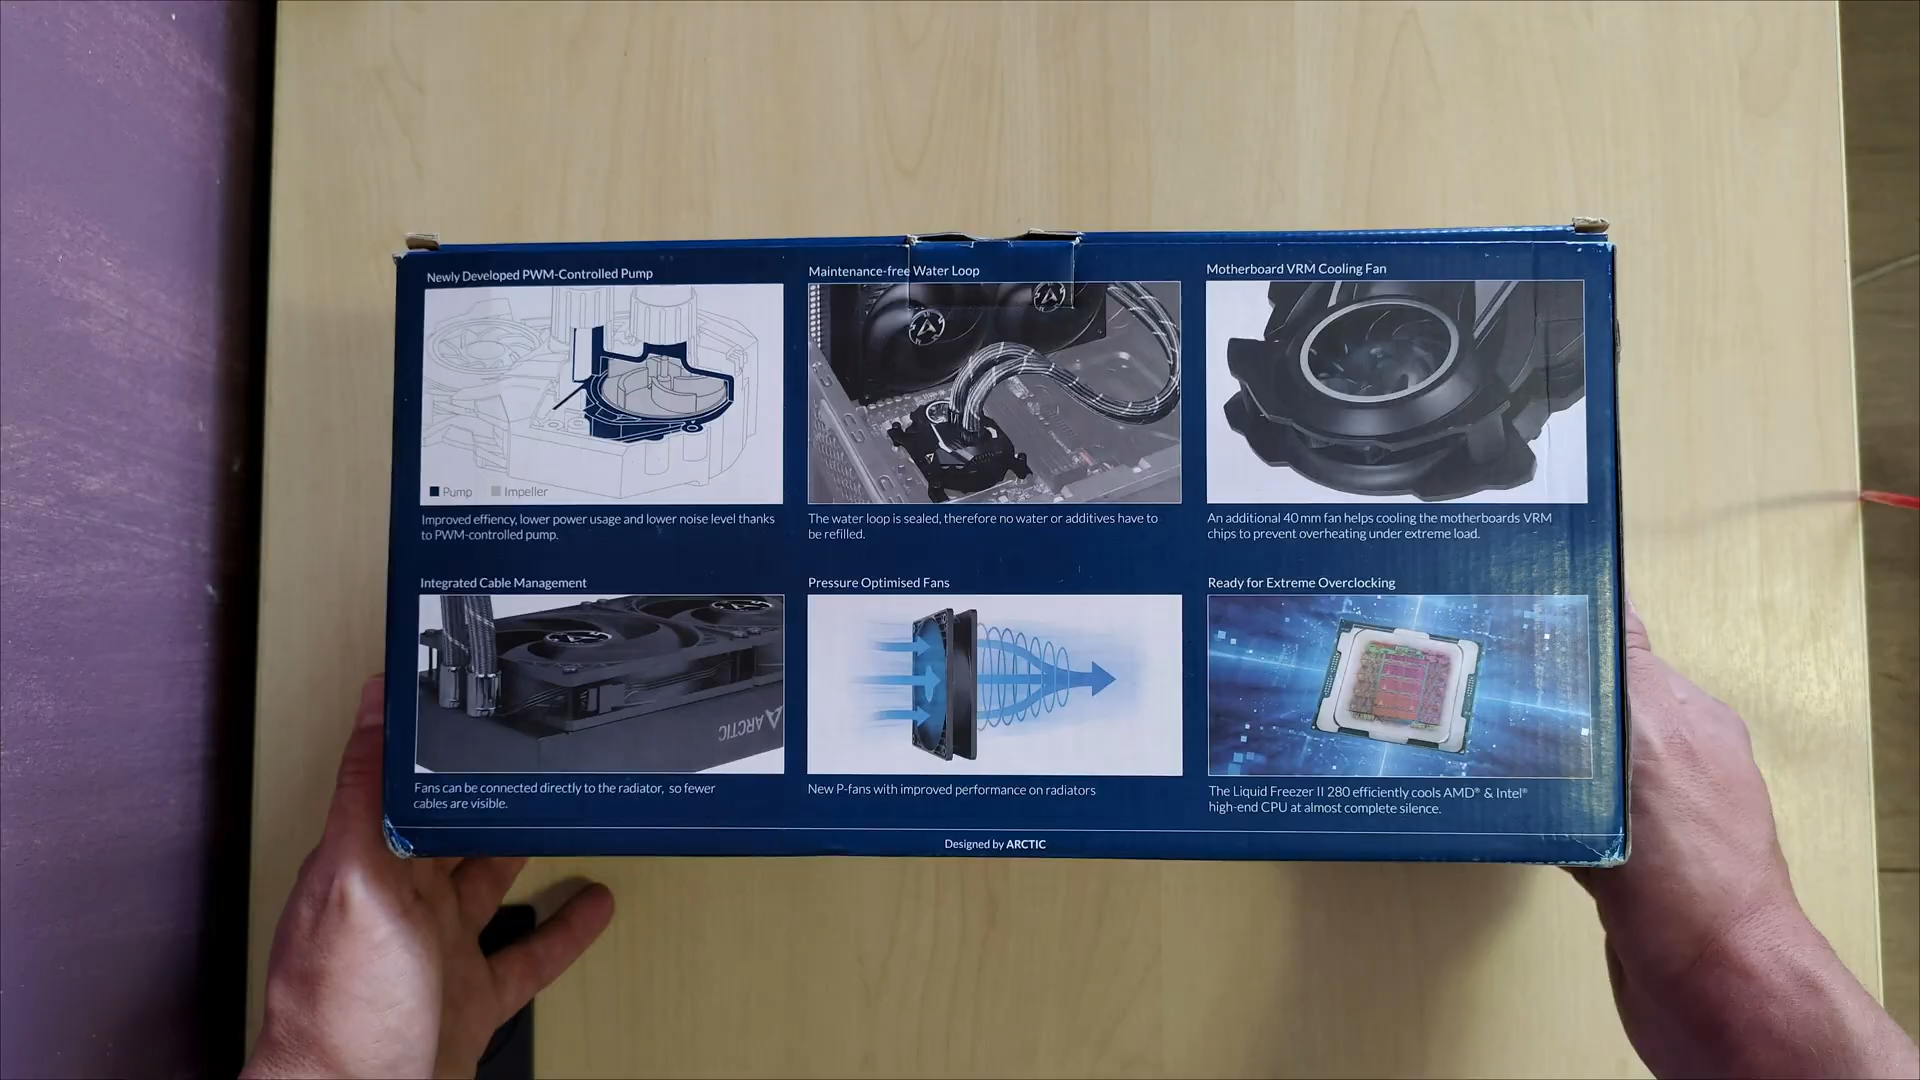 Newly Developed PWM-Controlled Pump
Pump
Impeller
Improved effiency, lower power usage and lower noise level thanks
to PWM-controlled pump.
Maintenance-free Water Loop
The water loop is sealed, therefore no water or additives have to
be refilled.
Motherboard VRM Cooling Fan
An additional 40 mm fan helps cooling the motherboards VRM
chips to prevent overheating under extreme load.
Integrated Cable Management
ARCTIC
Fans can be connected directly to the radiator, so fewer
cables are visible.
Pressure Optimised Fans
New P-fans with improved performance on radiators
Ready for Extreme Overclocking
The Liquid Freezer II 280 efficiently cools AMD® & Intel®
high-end CPU at almost complete silence.
Designed by ARCTIC